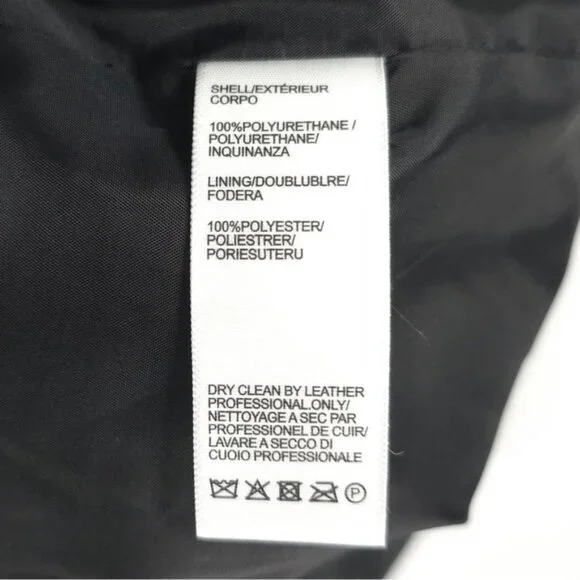 SHELL/EXTÉRIEUR
CORPO
100%POLYURETHANE /
POLYURETHANE/
INQUINANZA
LINING/DOUBLUBLRE/
FODERA
100%POLYESTER/
POLIESTRER/
PORIESUTERU
DRY CLEAN BY LEATHER
PROFESSIONAL.ONLY/
NETTOYAGE A SEC PAR
PROFESSIONEL DE CUIR/
LAVARE A SECCO DI
CUOIO PROFESSIONALE
P